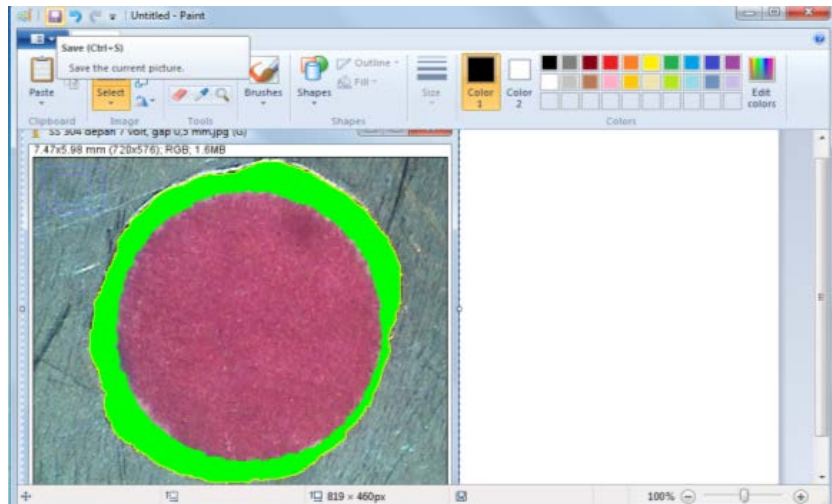 Untitled - Paint
Save (Ctrl+S)
Save the current picture.
Paste
Select
Brushes
Shapes
Outline
Fill
Size
Color 1
Color 2
Edit colors
Clipboard
Image
Tools
Shapes
Colors
SS 304 depan 7 volt, gap 0,5 mm.jpg (G)
7.47x5.98 mm (720x576); RGB; 1.6MB
819 × 460px
100%